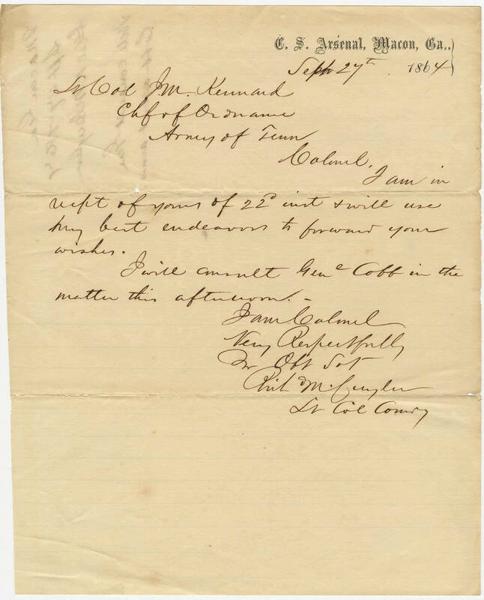 C. S. Arsenal, Macon, Ga.,
Sept 27th 1864
Lt Col J M. Kennard
Chf of Ordnance
Army of Tenn
Colonel,
I am in
recipt of yours of 22d inst & will use
my best endeavors to forward your
wishes.
I will consult Genl Cobb in the
matter this afternoon. –
I am Colonel
Very Respectfully
Yr Obt Svt
Richd M. Cuyler
Lt Col Comdg